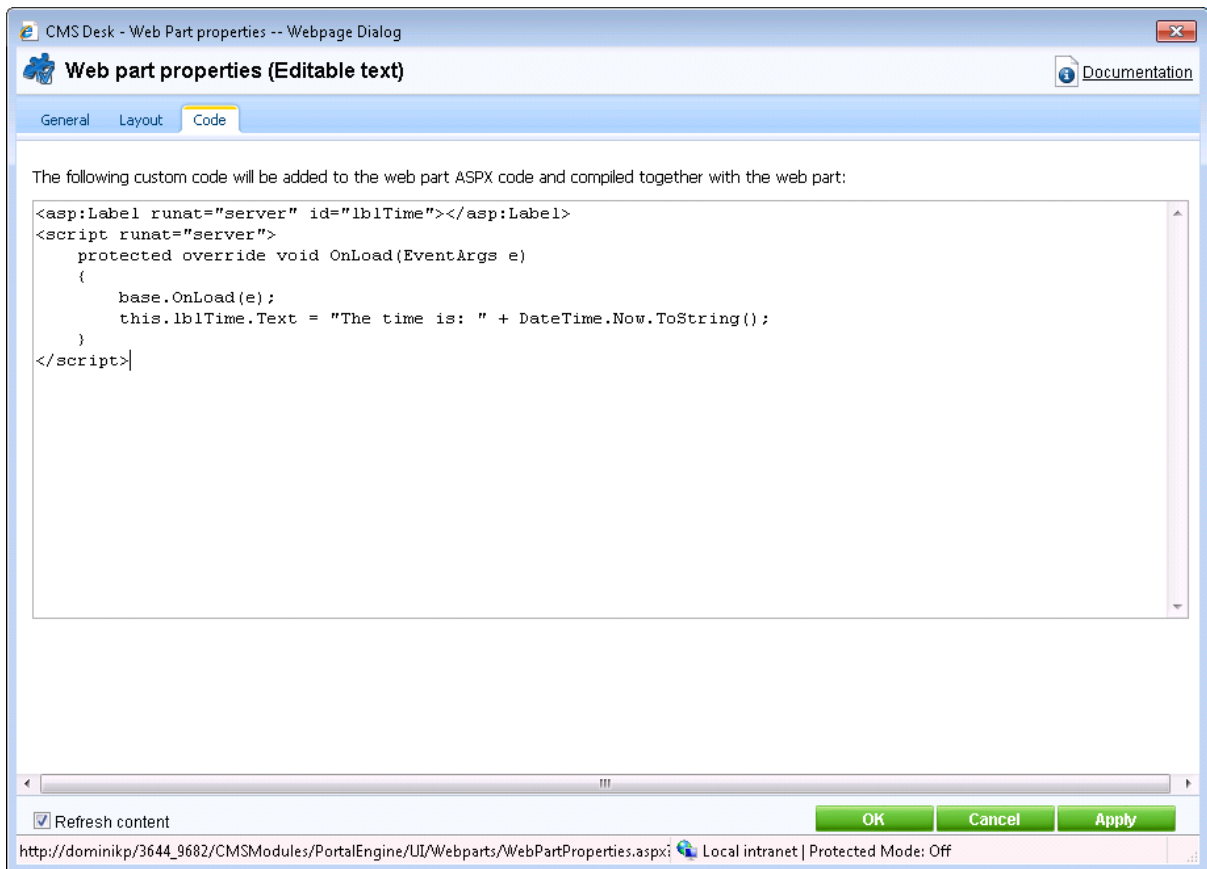 CMS Desk - Web Part properties -- Webpage Dialog
Web part properties (Editable text)
Documentation
General Layout Code
The following custom code will be added to the web part ASPX code and compiled together with the web part:
<asp:Label runat="server" id="lblTime"></asp:Label>
<script runat="server">
    protected override void OnLoad(EventArgs e)
    {
        base.OnLoad(e);
        this.lblTime.Text = "The time is: " + DateTime.Now.ToString();
    }
</script>
Refresh content
OK Cancel Apply
http://dominikp/3644_9682/CMSModules/PortalEngine/UI/Webparts/WebPartProperties.aspx? Local intranet | Protected Mode: Off